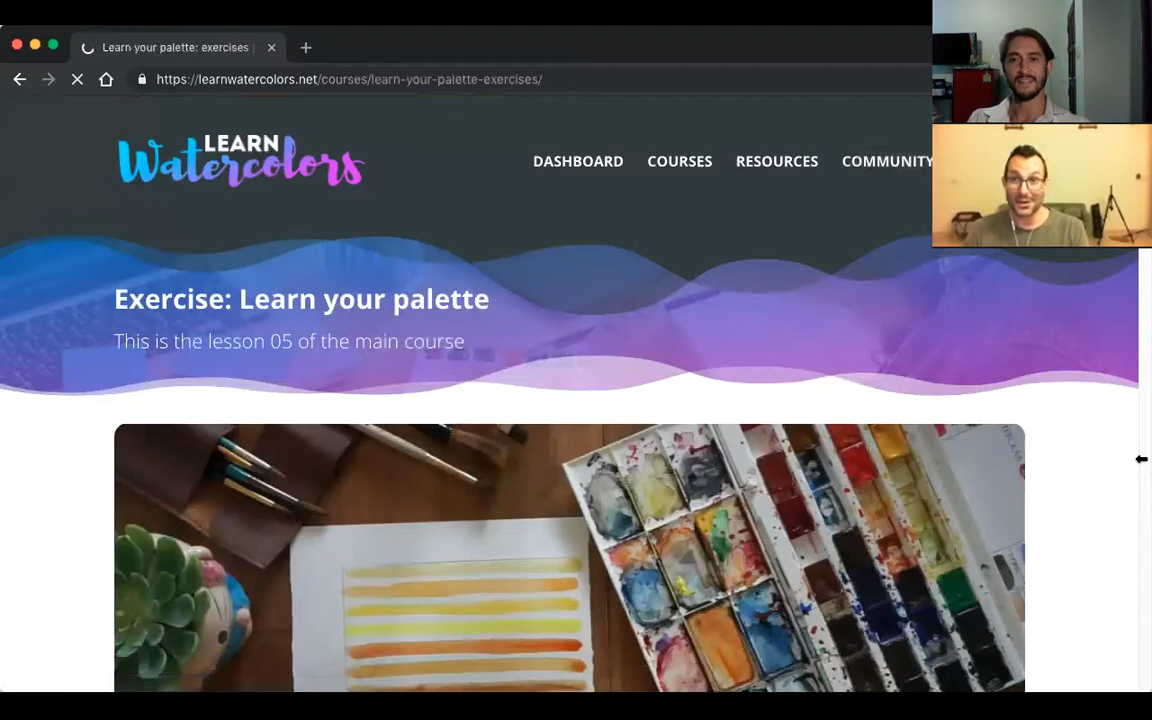 Learn your palette: exercises
https://learnwatercolors.net/courses/learn-your-palette-exercises/
LEARN
Watercolors
DASHBOARD COURSES RESOURCES COMMUNITY
Exercise: Learn your palette
This is the lesson 05 of the main course